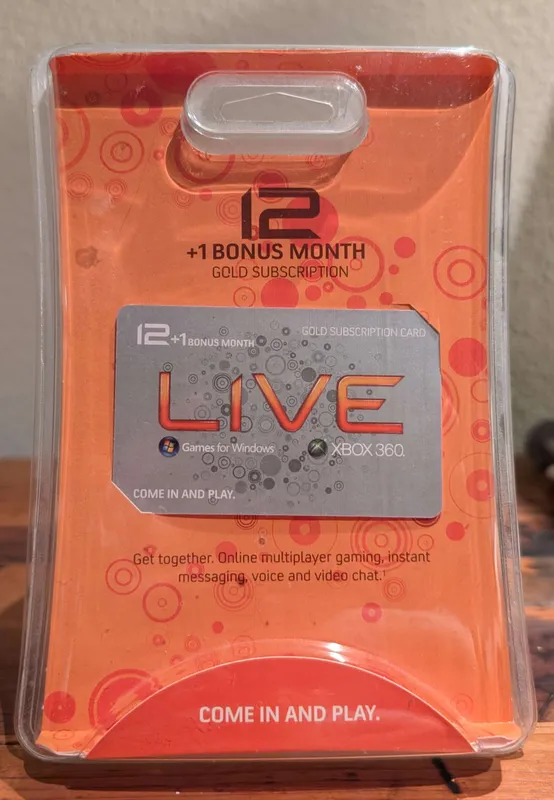 12
+1 BONUS MONTH
GOLD SUBSCRIPTION
12 +1 BONUS MONTH
GOLD SUBSCRIPTION CARD
LIVE
Games for Windows
XBOX 360.
COME IN AND PLAY.
Get together. Online multiplayer gaming, instant
messaging, voice and video chat.¹
COME IN AND PLAY.